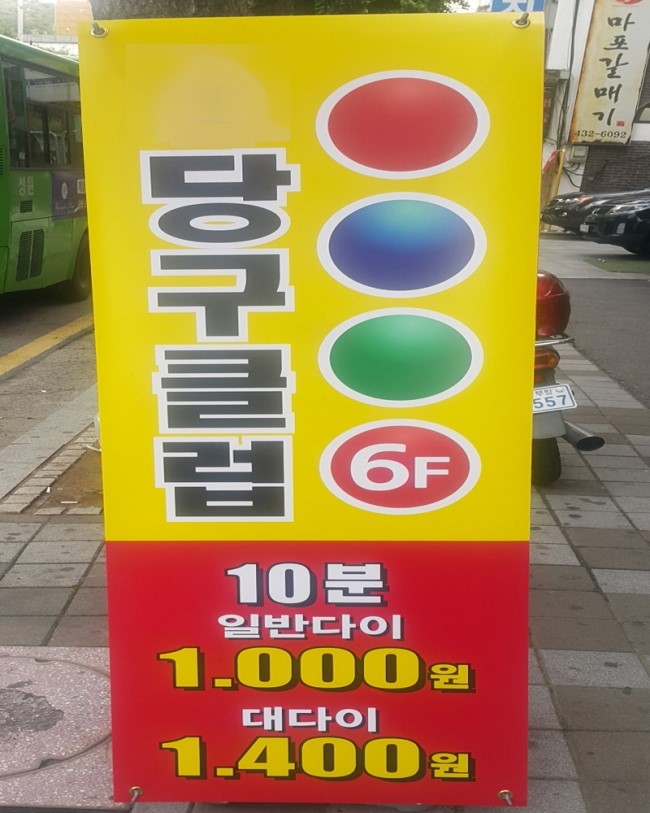 당구클럽
6F
10분
일반다이
1.000원
대다이
1.400원
마포갈매기
432-6092
557